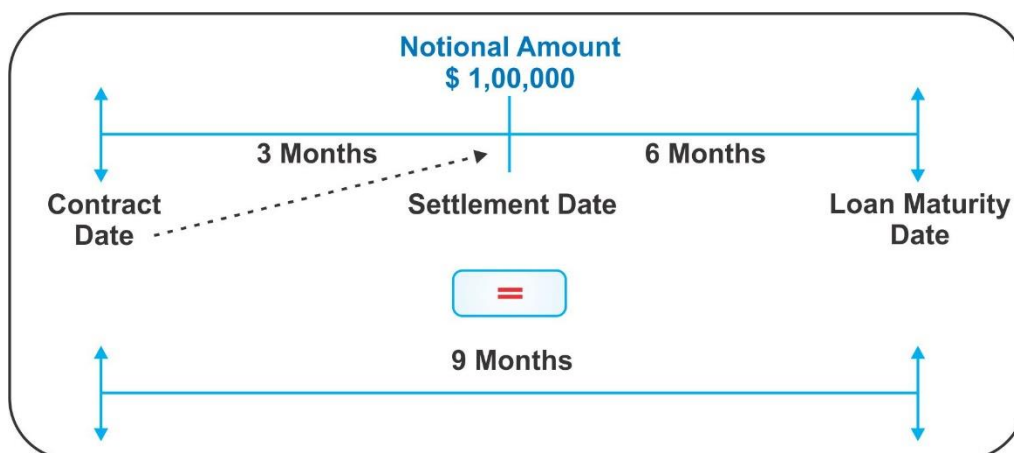 Notional Amount
$ 1,00,000
3 Months
6 Months
Contract
Date
Settlement Date
Loan Maturity
Date
=
9 Months